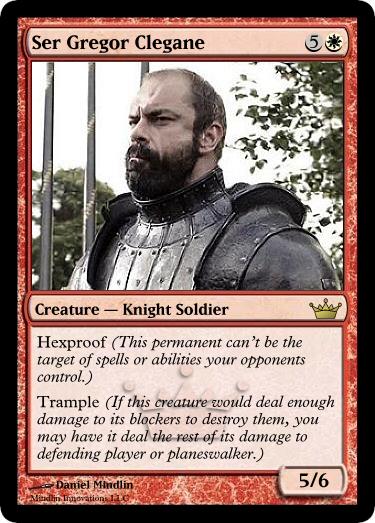 Ser Gregor Clegane 5
Creature — Knight Soldier
Hexproof (This permanent can't be the
target of spells or abilities your opponents
control.)
Trample (If this creature would deal enough
damage to its blockers to destroy them, you
may have it deal the rest of its damage to
defending player or planeswalker.)
5/6
Daniel Mindlin
Mindlin Innovations LLC